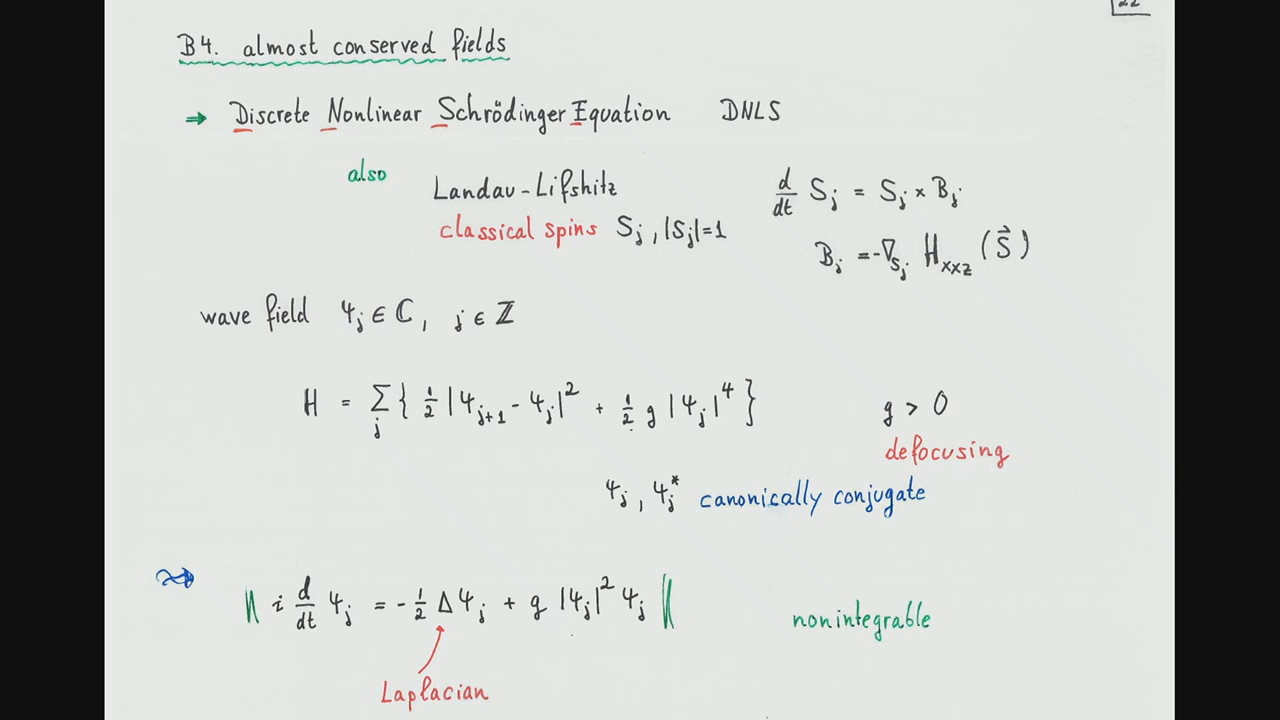 22
B4. almost conserved fields
→ Discrete Nonlinear Schrödinger Equation DNLS
also Landau-Lifshitz d/dt S_j = S_j × B_j
classical spins S_j, |S_j|=1
B_j = -∇_{S_j} H_{xxz} (S⃗)
wave field ψ_j ∈ ℂ, j ∈ ℤ
H = Σ_j { 1/2 |ψ_{j+1} - ψ_j|² + 1/2 g |ψ_j|⁴ } g > 0
defocusing
ψ_j, ψ_j* canonically conjugate
i d/dt ψ_j = - 1/2 Δψ_j + g |ψ_j|² ψ_j nonintegrable
Laplacian